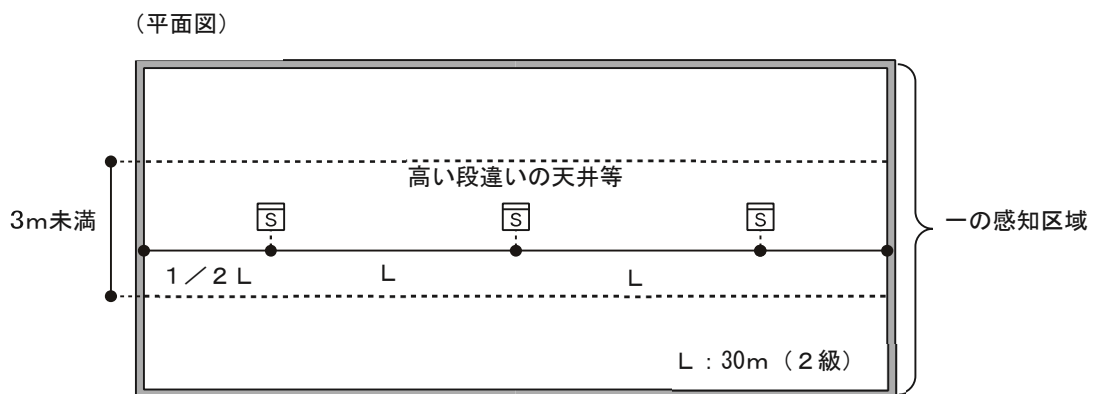 （平面図）
高い段違いの天井等
3ｍ未満
S
S
S
一の感知区域
１／２Ｌ
Ｌ
Ｌ
Ｌ：30ｍ（２級）